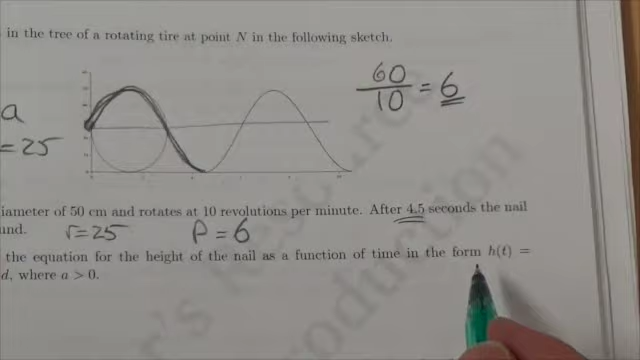 in the tree of a rotating tire at point N in the following sketch.
60
10
= 6
a
= 25
iameter of 50 cm and rotates at 10 revolutions per minute. After 4.5 seconds the nail
und.
r=25
P=6
the equation for the height of the nail as a function of time in the form h(t) =
d, where a > 0.